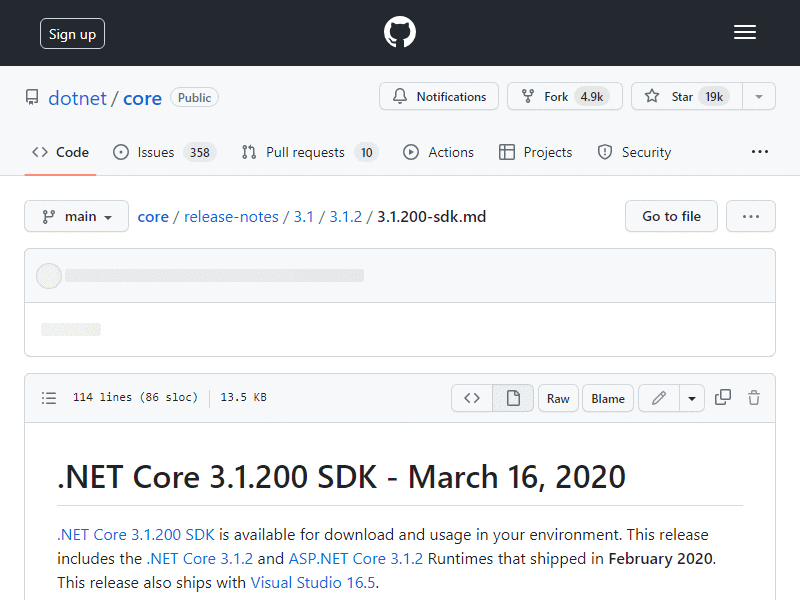 Sign up
dotnet / core Public
Notifications
Fork 4.9k
Star 19k
Code
Issues 358
Pull requests 10
Actions
Projects
Security
main
core / release-notes / 3.1 / 3.1.2 / 3.1.200-sdk.md
Go to file
114 lines (86 sloc) 13.5 KB
Raw
Blame
.NET Core 3.1.200 SDK - March 16, 2020
.NET Core 3.1.200 SDK is available for download and usage in your environment. This release
includes the .NET Core 3.1.2 and ASP.NET Core 3.1.2 Runtimes that shipped in February 2020.
This release also ships with Visual Studio 16.5.